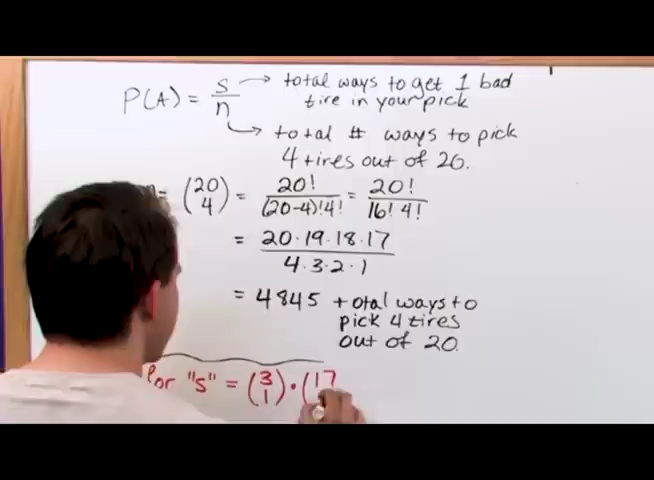 P(A) = s/n → total ways to get 1 bad
tire in your pick
→ total # ways to pick
4 tires out of 20.
= (20 4) = 20!/(20-4)!4! = 20!/16!4!
= 20·19·18·17/4·3·2·1
= 4845 total ways to
pick 4 tires
out of 20.
for "s" = (3 1)·(17